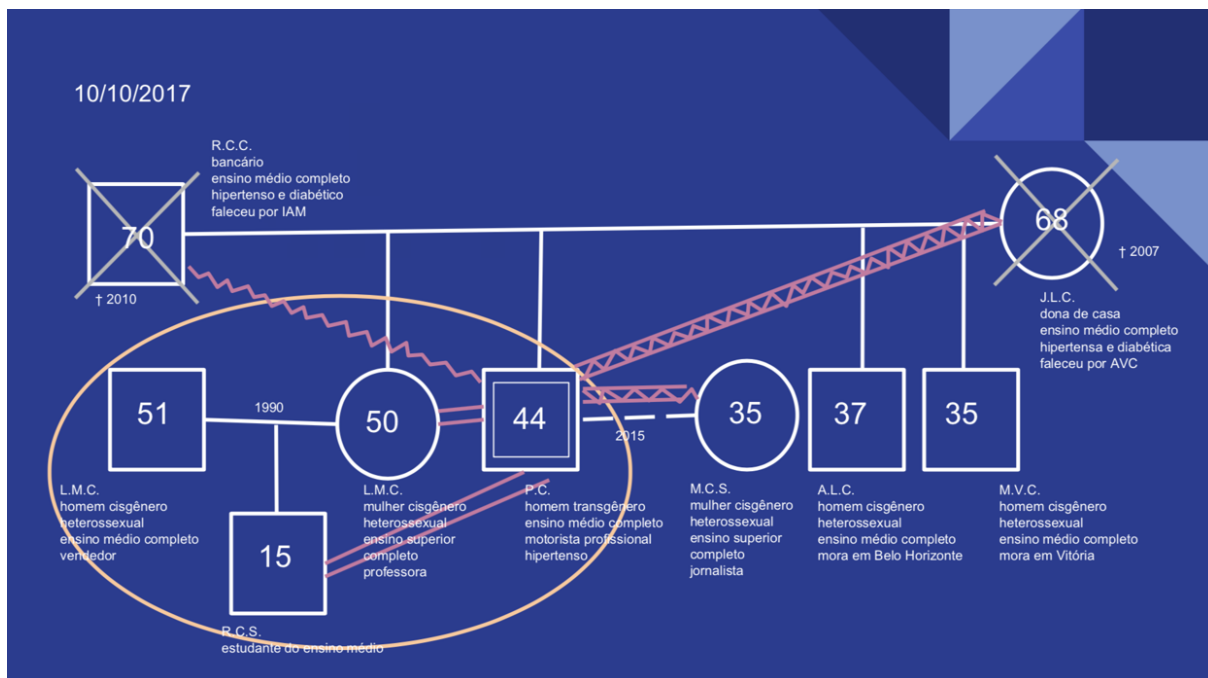 10/10/2017
R.C.C.
bancário
ensino médio completo
hipertenso e diabético
faleceu por IAM
70
† 2010
68
† 2007
J.L.C.
dona de casa
ensino médio completo
hipertensa e diabética
faleceu por AVC
51
1990
50
44
2015
35
37
35
L.M.C.
homem cisgênero
heterossexual
ensino médio completo
vendedor
L.M.C.
mulher cisgênero
heterossexual
ensino superior
completo
professora
P.C.
homem transgênero
ensino médio completo
motorista profissional
hipertenso
M.C.S.
mulher cisgênero
heterossexual
ensino superior
completo
jornalista
A.L.C.
homem cisgênero
heterossexual
ensino médio completo
mora em Belo Horizonte
M.V.C.
homem cisgênero
heterossexual
ensino médio completo
mora em Vitória
15
R.C.S.
estudante do ensino médio